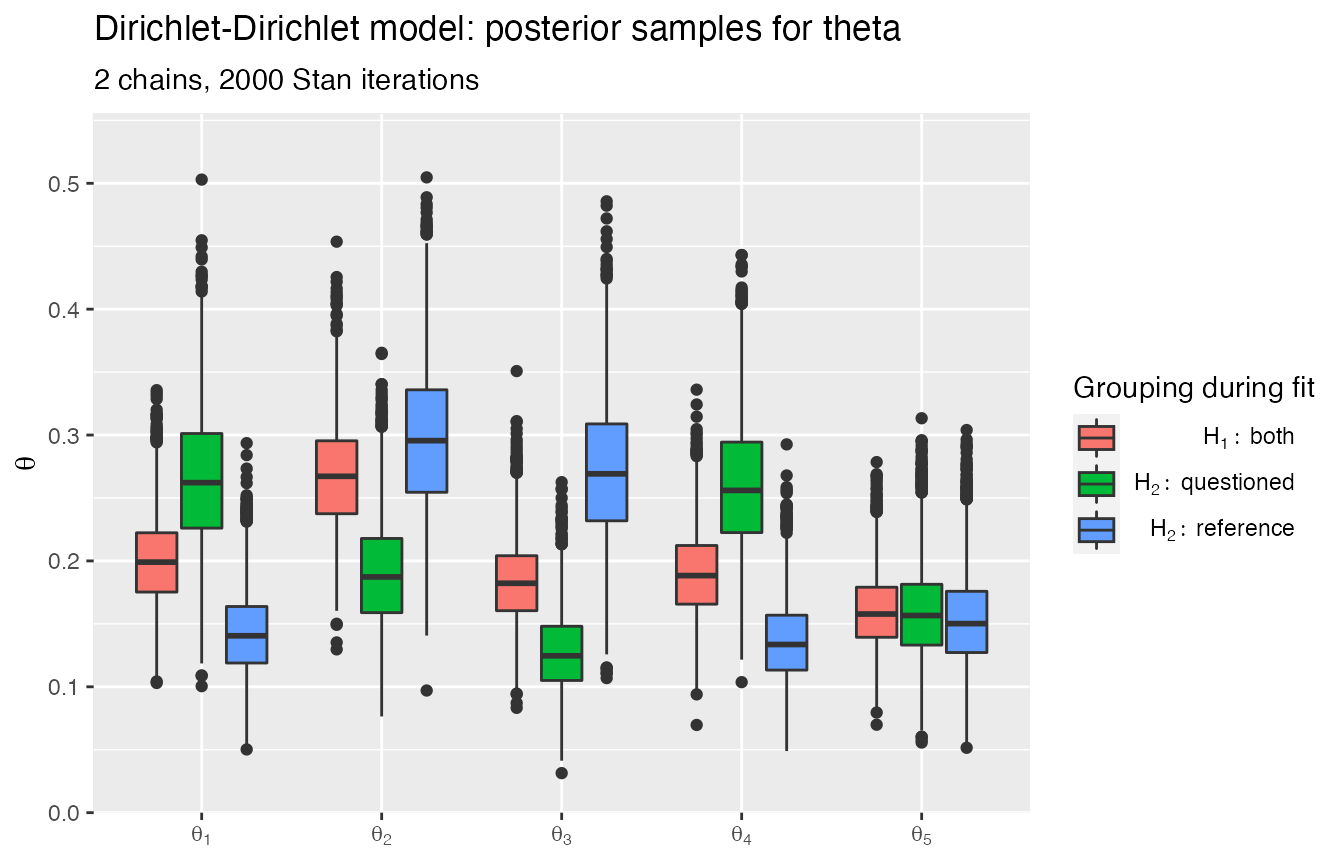 Dirichlet-Dirichlet model: posterior samples for theta
2 chains, 2000 Stan iterations
θ
0.5
0.4
0.3
0.2
0.1
0.0
θ₁ θ₂ θ₃ θ₄ θ₅
Grouping during fit
H₁: both
H₂: questioned
H₂: reference